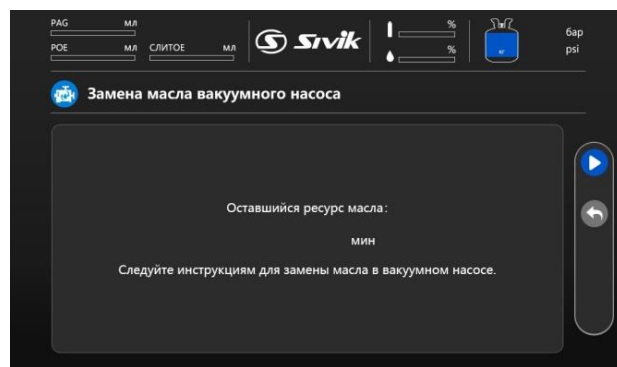 PAG мл
POE мл СЛИТОЕ мл
Sivik
%
%
кг
бар
psi
Замена масла вакуумного насоса
Оставшийся ресурс масла:
мин
Следуйте инструкциям для замены масла в вакуумном насосе.